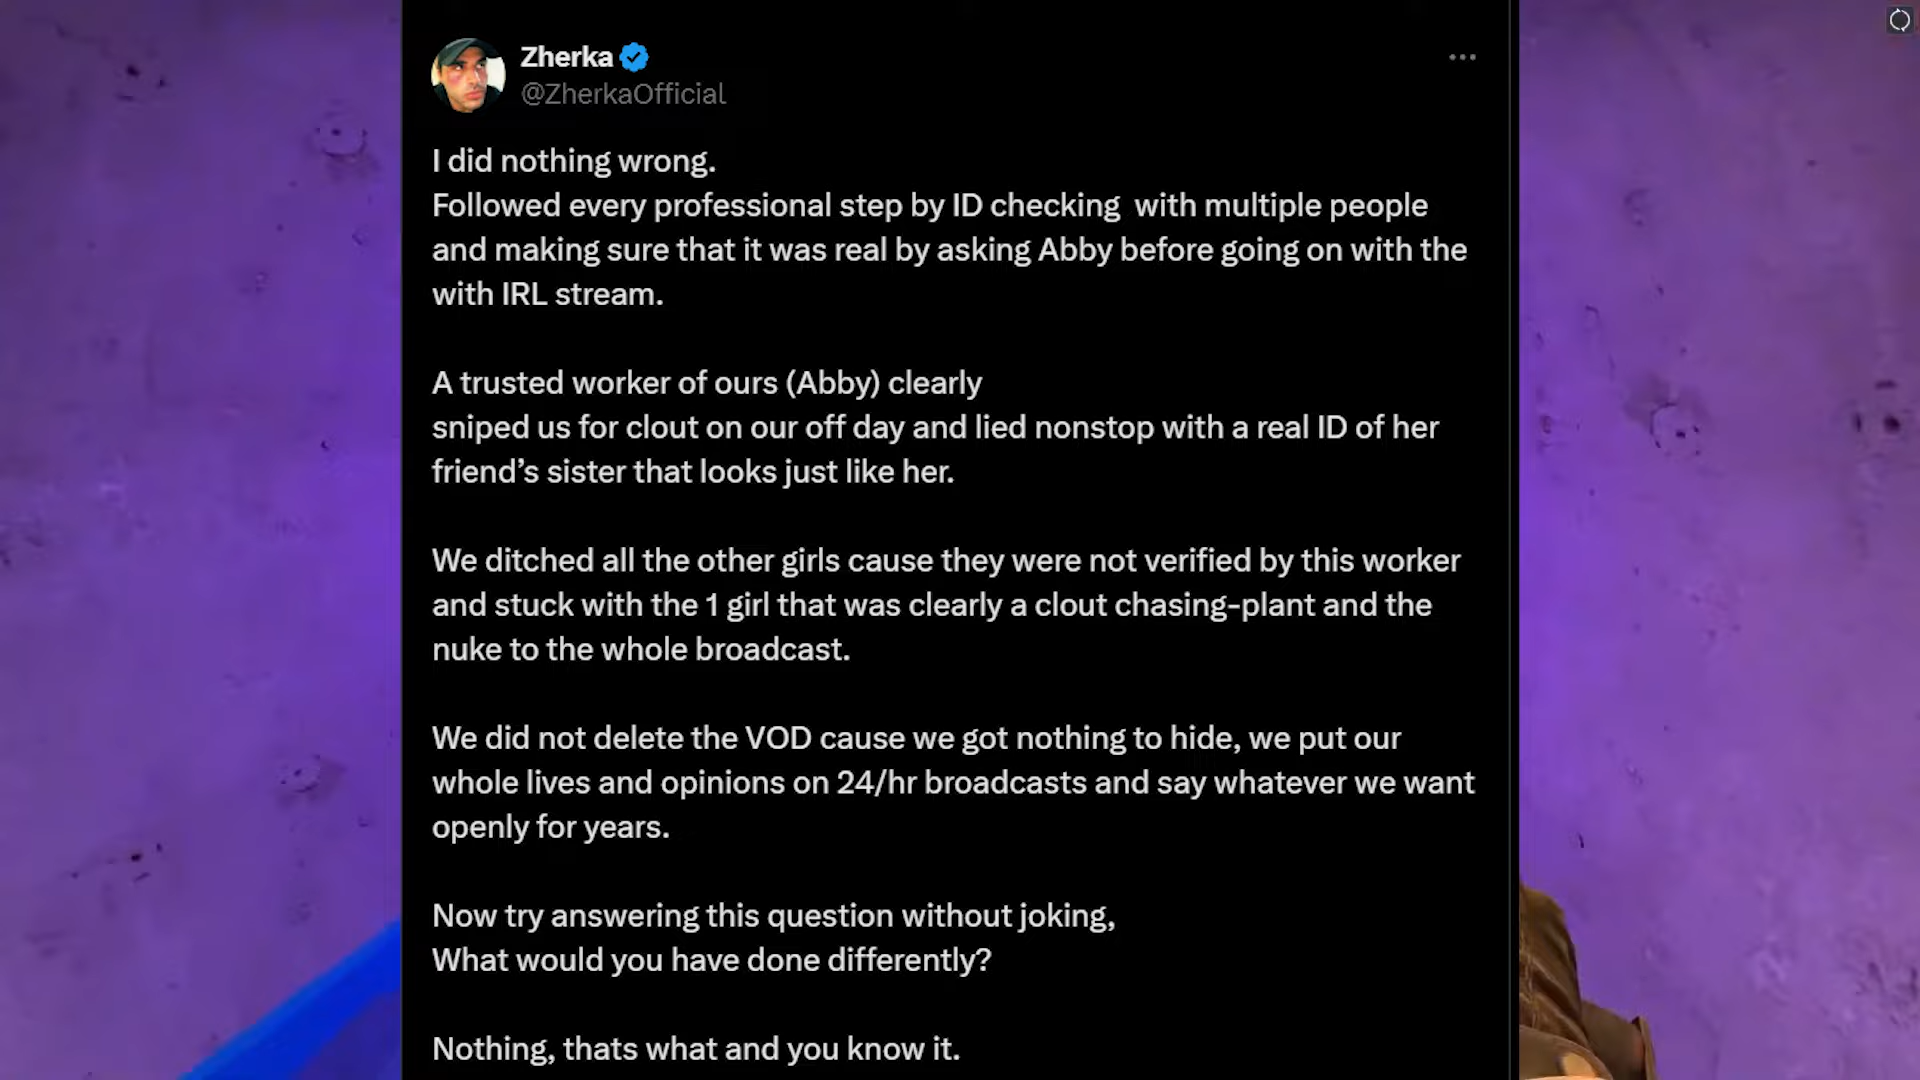 Zherka
@ZherkaOfficial
I did nothing wrong.
Followed every professional step by ID checking  with multiple people
and making sure that it was real by asking Abby before going on with the
with IRL stream.
A trusted worker of ours (Abby) clearly
sniped us for clout on our off day and lied nonstop with a real ID of her
friend’s sister that looks just like her.
We ditched all the other girls cause they were not verified by this worker
and stuck with the 1 girl that was clearly a clout chasing-plant and the
nuke to the whole broadcast.
We did not delete the VOD cause we got nothing to hide, we put our
whole lives and opinions on 24/hr broadcasts and say whatever we want
openly for years.
Now try answering this question without joking,
What would you have done differently?
Nothing, thats what and you know it.